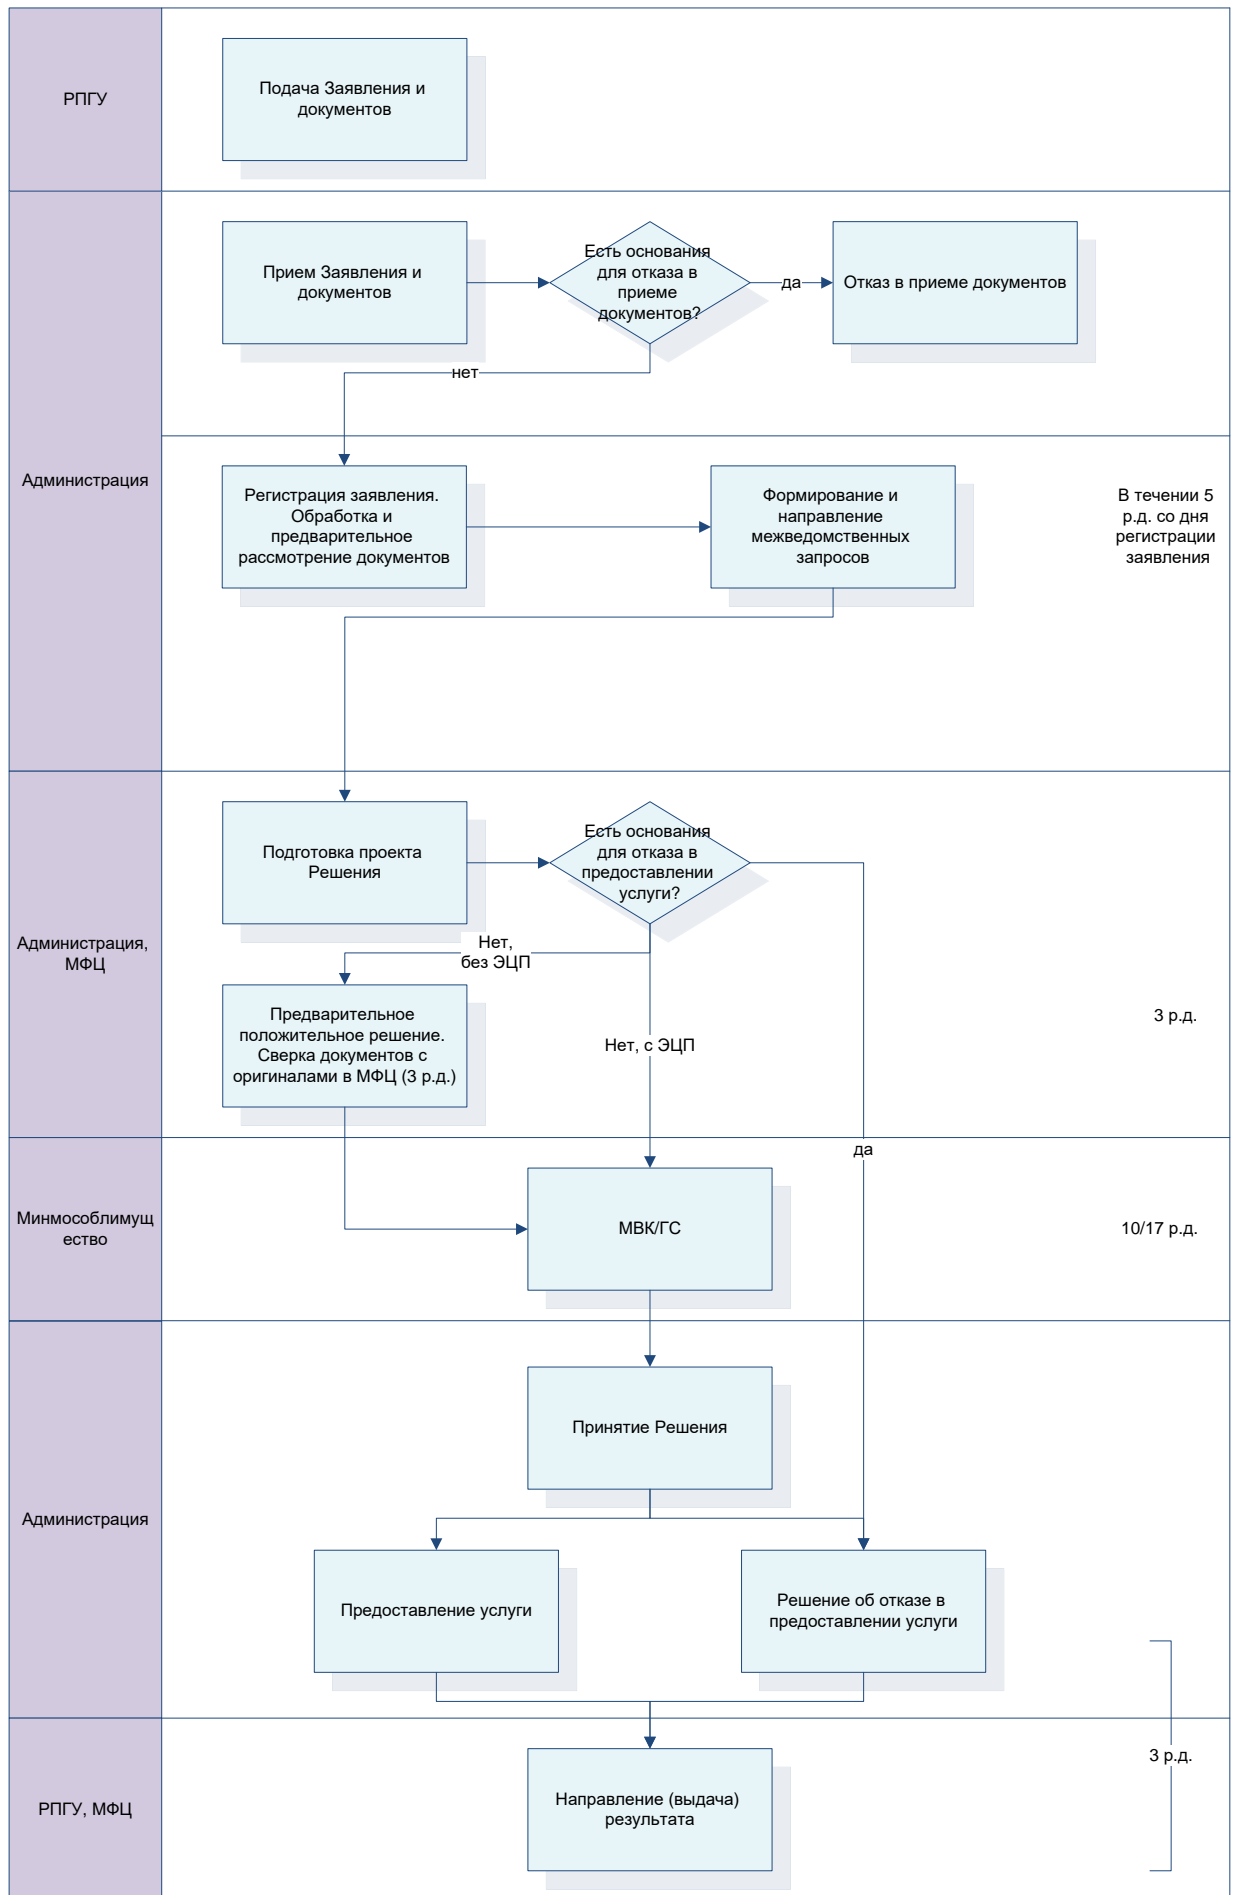 РПГУ
Подача Заявления и
документов
Администрация
Прием Заявления и
документов
Есть основания
для отказа в
приеме
документов?
да
Отказ в приеме документов
нет
Регистрация заявления.
Обработка и
предварительное
рассмотрение документов
Формирование и
направление
межведомственных
запросов
В течении 5
р.д. со дня
регистрации
заявления
Администрация,
МФЦ
Подготовка проекта
Решения
Есть основания
для отказа в
предоставлении
услуги?
Нет,
без ЭЦП
Предварительное
положительное решение.
Сверка документов с
оригиналами в МФЦ (3 р.д.)
Нет, с ЭЦП
3 р.д.
да
Минмособлимущ
ество
МВК/ГС
10/17 р.д.
Администрация
Принятие Решения
Предоставление услуги
Решение об отказе в
предоставлении услуги
3 р.д.
РПГУ, МФЦ
Направление (выдача)
результата